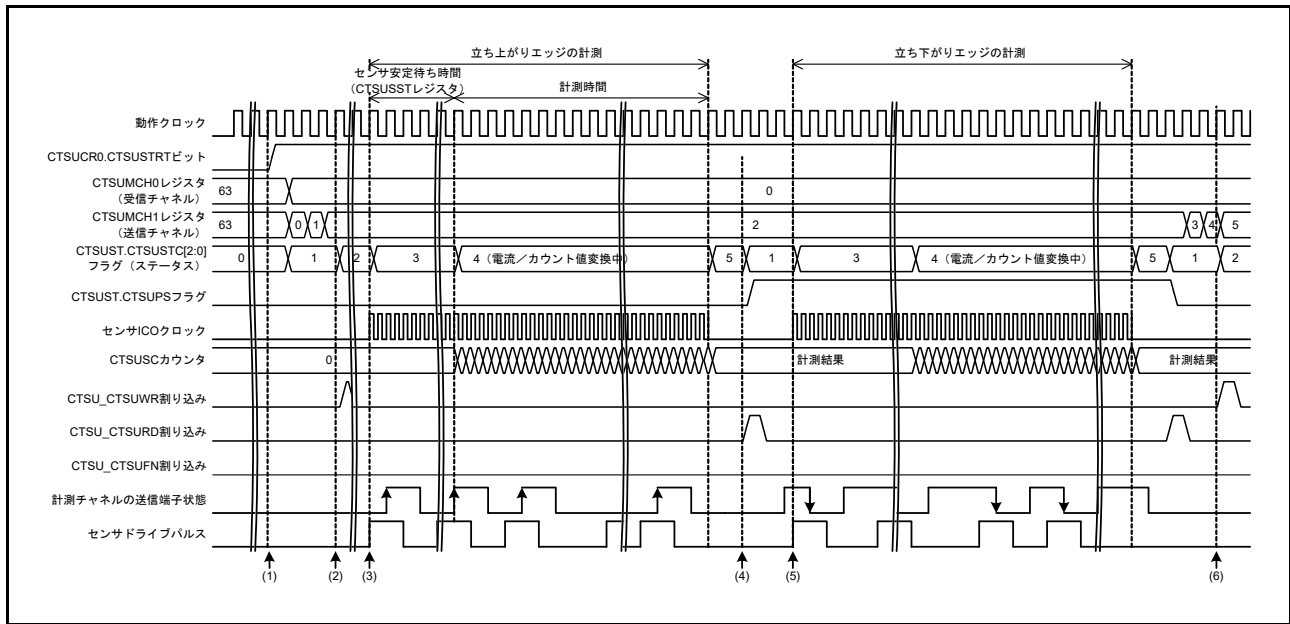 立ち上がりエッジの計測
立ち下がりエッジの計測
センサ安定待ち時間
（CTSUSSTレジスタ）
計測時間
動作クロック
CTSUCR0.CTSUSTRTビット
CTSUMCH0レジスタ
（受信チャネル）
63
0
CTSUMCH1レジスタ
（送信チャネル）
63
0
1
2
3
4
5
CTSUST.CTSUSTC[2:0]
フラグ（ステータス）
0
1
2
3
4（電流／カウント値変換中）
5
1
3
4（電流／カウント値変換中）
5
1
2
CTSUST.CTSUPSフラグ
センサICOクロック
CTSUSCカウンタ
0
計測結果
計測結果
CTSU_CTSUWR割り込み
CTSU_CTSURD割り込み
CTSU_CTSUFN割り込み
計測チャネルの送信端子状態
センサドライブパルス
(1)
(2)
(3)
(4)
(5)
(6)